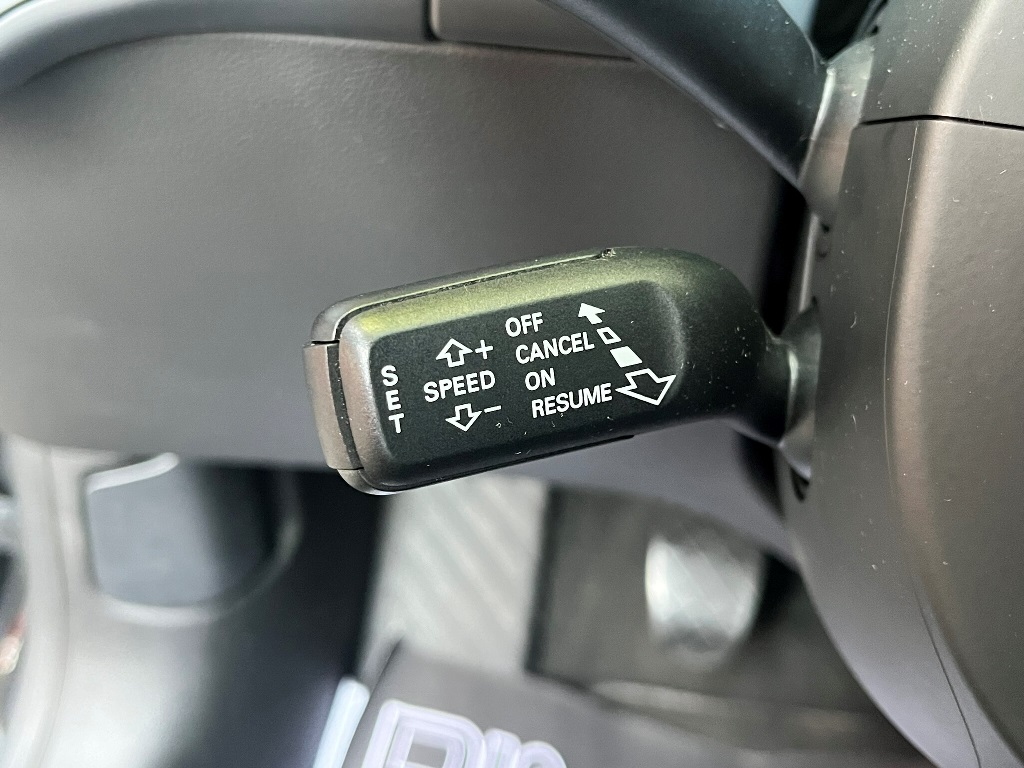 SET
+
SPEED
−
OFF
CANCEL
ON
RESUME